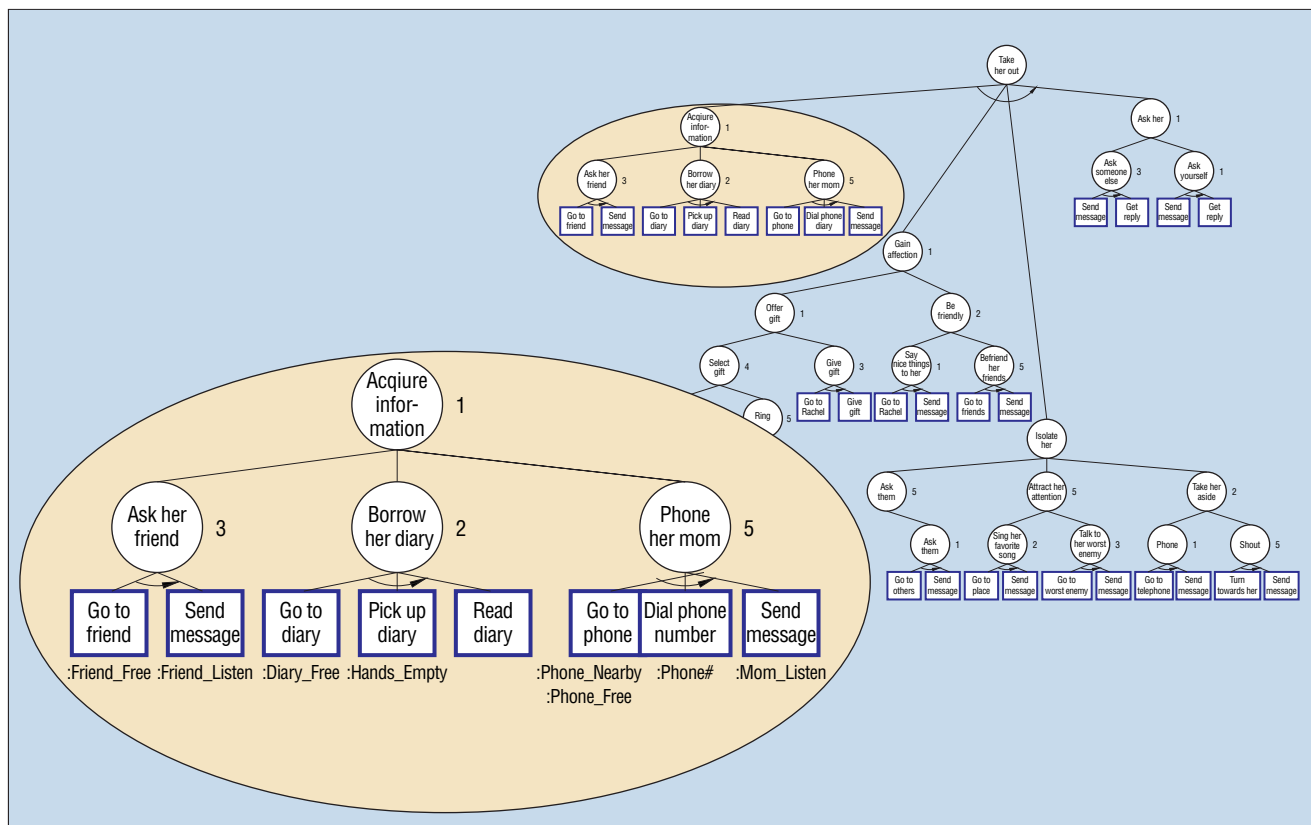 Take
her out
Acqiure
infor-
mation
1
Ask her
1
Ask her
friend
3
Borrow
her diary
2
Phone
her mom
5
Ask
someone
else
3
Ask
yourself
1
Go to
friend
Send
message
Go to
diary
Pick up
diary
Read
diary
Go to
phone
Dial phone
diary
Send
message
Send
message
Get
reply
Send
message
Get
reply
Gain
affection
1
Offer
gift
1
Be
friendly
2
Select
gift
4
Give
gift
3
Say
nice things
to her
1
Befriend
her
friends
5
Go to
Rachel
Give
gift
Go to
Rachel
Send
message
Go to
friends
Send
message
Ring
5
Isolate
her
Ask
them
5
Attract her
attention
5
Take her
aside
2
Ask
them
1
Sing her
favorite
song
2
Talk to
her worst
enemy
3
Phone
1
Shout
5
Go to
others
Send
message
Go to
place
Send
message
Go to
worst enemy
Send
message
Go to
telephone
Send
message
Turn
towards her
Send
message
Acqiure
infor-
mation
1
Ask her
friend
3
Borrow
her diary
2
Phone
her mom
5
Go to
friend
Send
message
Go to
diary
Pick up
diary
Read
diary
Go to
phone
Dial phone
number
Send
message
:Friend_Free
:Friend_Listen
:Diary_Free
:Hands_Empty
:Phone_Nearby
:Phone_Free
:Phone#
:Mom_Listen